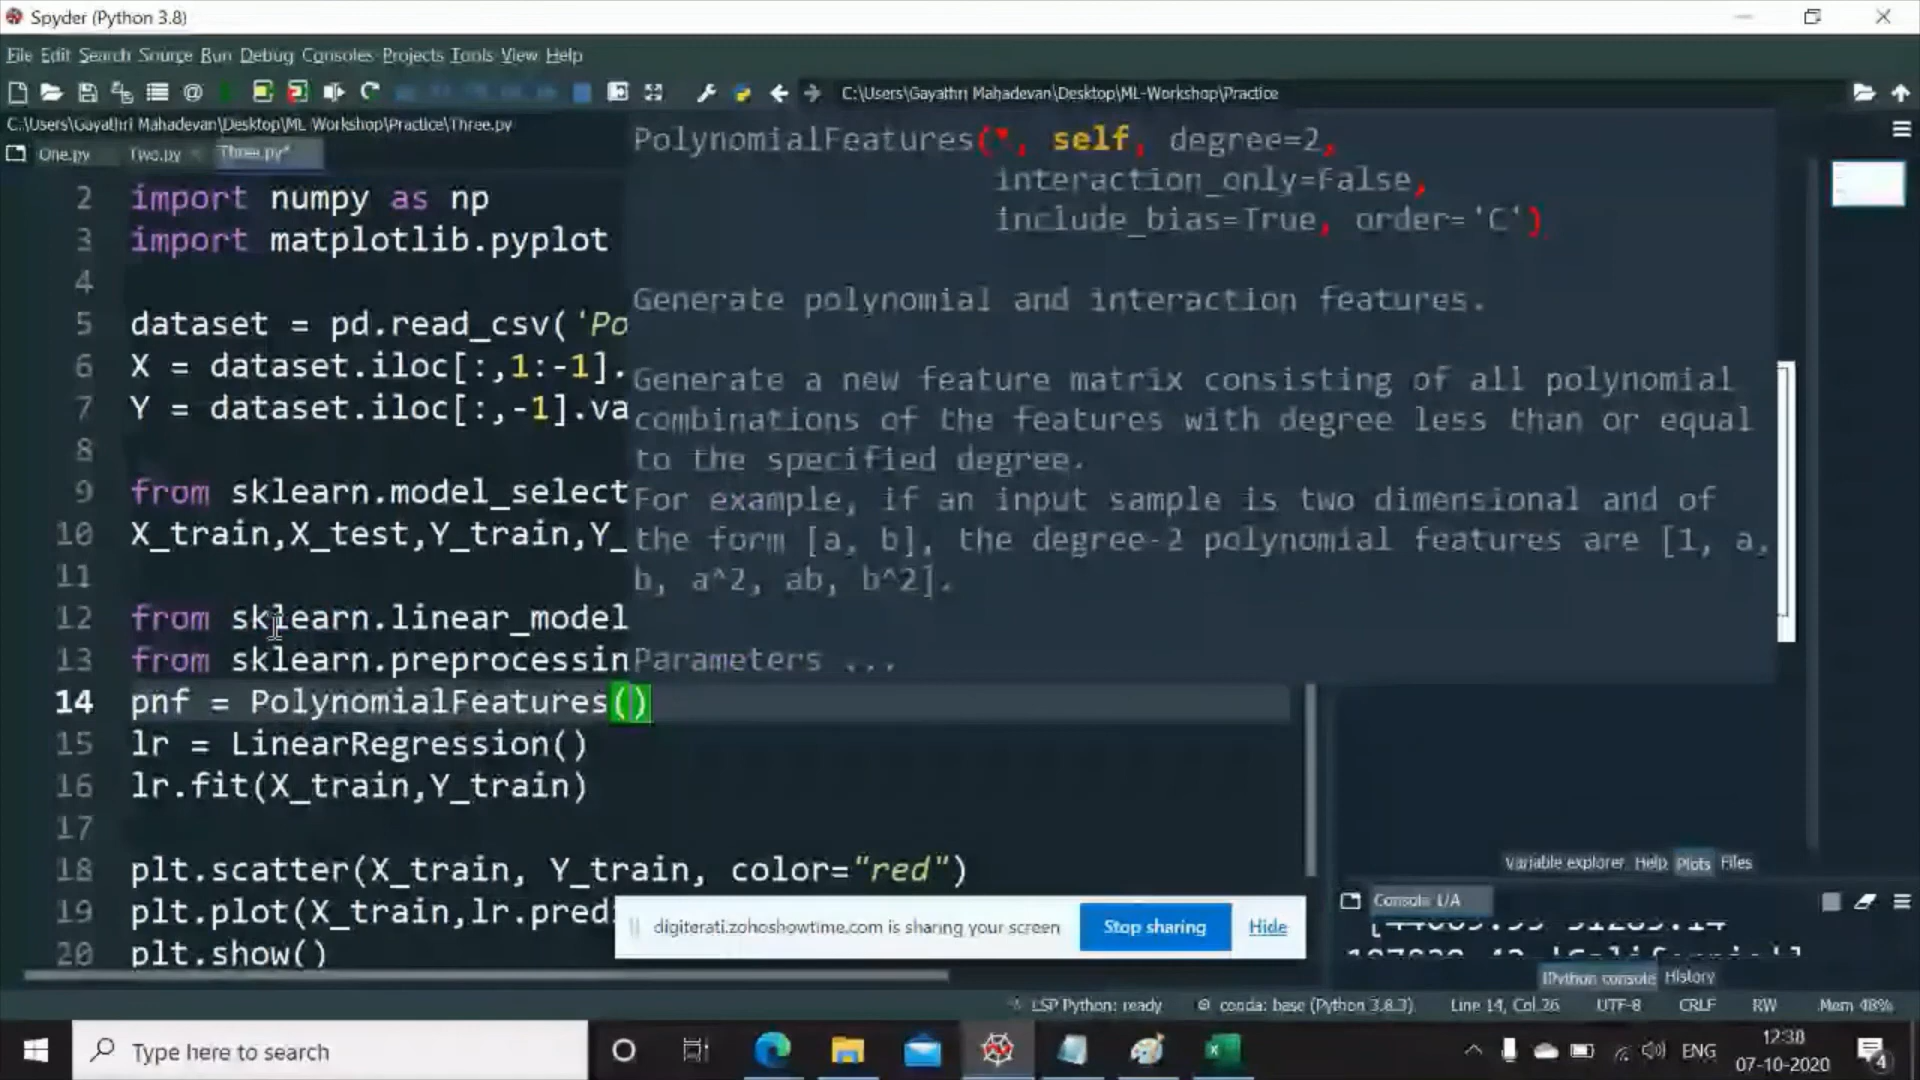 Spyder (Python 3.8)
File Edit Search Source Run Debug Consoles Projects Tools View Help
C:\Users\Gayathri Mahadevan\Desktop\ML-Workshop\Practice
C:\Users\Gayathri Mahadevan\Desktop\ML-Workshop\Practice\Three.py
One.py Two.py Three.py*
PolynomialFeatures(*, self, degree=2,
interaction_only=False,
include_bias=True, order='C')
Generate polynomial and interaction features.
Generate a new feature matrix consisting of all polynomial
combinations of the features with degree less than or equal
to the specified degree.
For example, if an input sample is two dimensional and of
the form [a, b], the degree-2 polynomial features are [1, a,
b, a^2, ab, b^2].
Parameters ...
2 import numpy as np
3 import matplotlib.pyplot
4
5 dataset = pd.read_csv('Po
6 X = dataset.iloc[:,1:-1].
7 Y = dataset.iloc[:,-1].va
8
9 from sklearn.model_select
10 X_train,X_test,Y_train,Y_
11
12 from sklearn.linear_model
13 from sklearn.preprocessin
14 pnf = PolynomialFeatures()
15 lr = LinearRegression()
16 lr.fit(X_train,Y_train)
17
18 plt.scatter(X_train, Y_train, color="red")
19 plt.plot(X_train,lr.pred
20 plt.show()
digiterati.zohoshowtime.com is sharing your screen Stop sharing Hide
Variable explorer Help Plots Files
Console 1/A
IPython console History
LSP Python: ready conda: base (Python 3.8.3) Line 14, Col 26 UTF-8 CRLF RW Mem 48%
Type here to search
ENG
12:38
07-10-2020
4